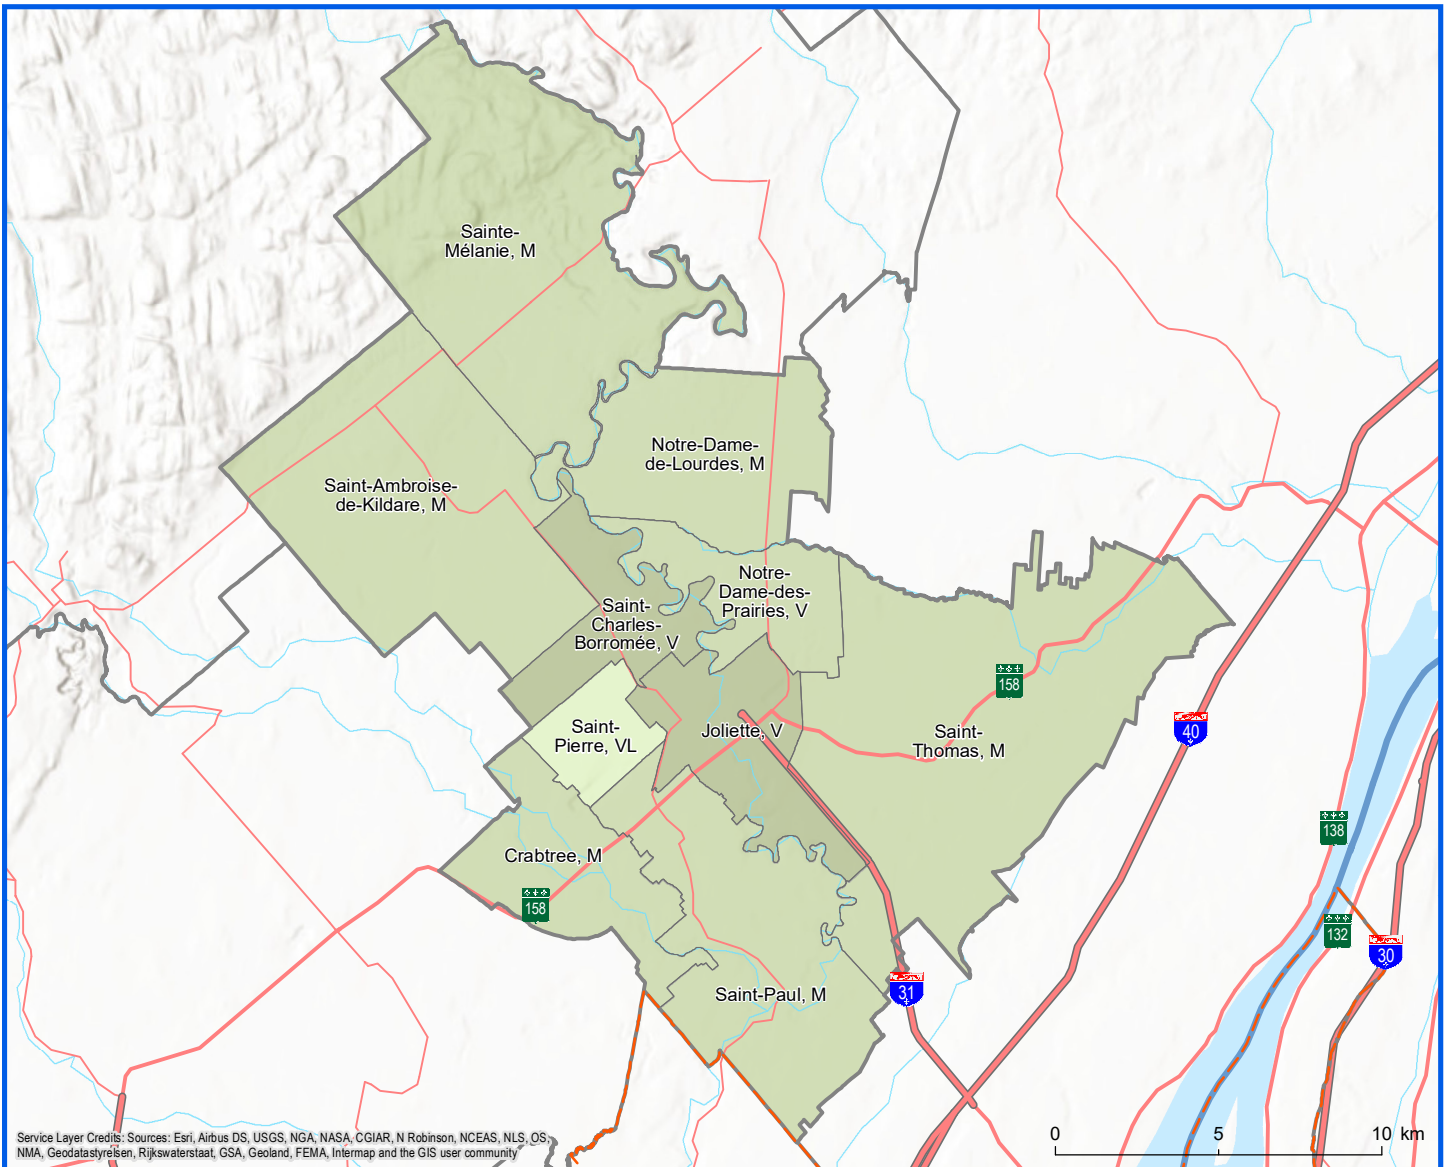 Sainte-
Mélanie, M
Notre-Dame-
de-Lourdes, M
Saint-Ambroise-
de-Kildare, M
Notre-
Dame-des-
Prairies, V
Saint-
Charles-
Borromée, V
158
Saint-
Pierre, VL
Joliette, V
Saint-
Thomas, M
40
138
Crabtree, M
158
132
30
Saint-Paul, M
31
Service Layer Credits: Sources: Esri, Airbus DS, USGS, NGA, NASA, CGIAR, N Robinson, NCEAS, NLS, OS,
NMA, Geodatastyrelsen, Rijkswaterstaat, GSA, Geoland, FEMA, Intermap and the GIS user community
0 5 10 km